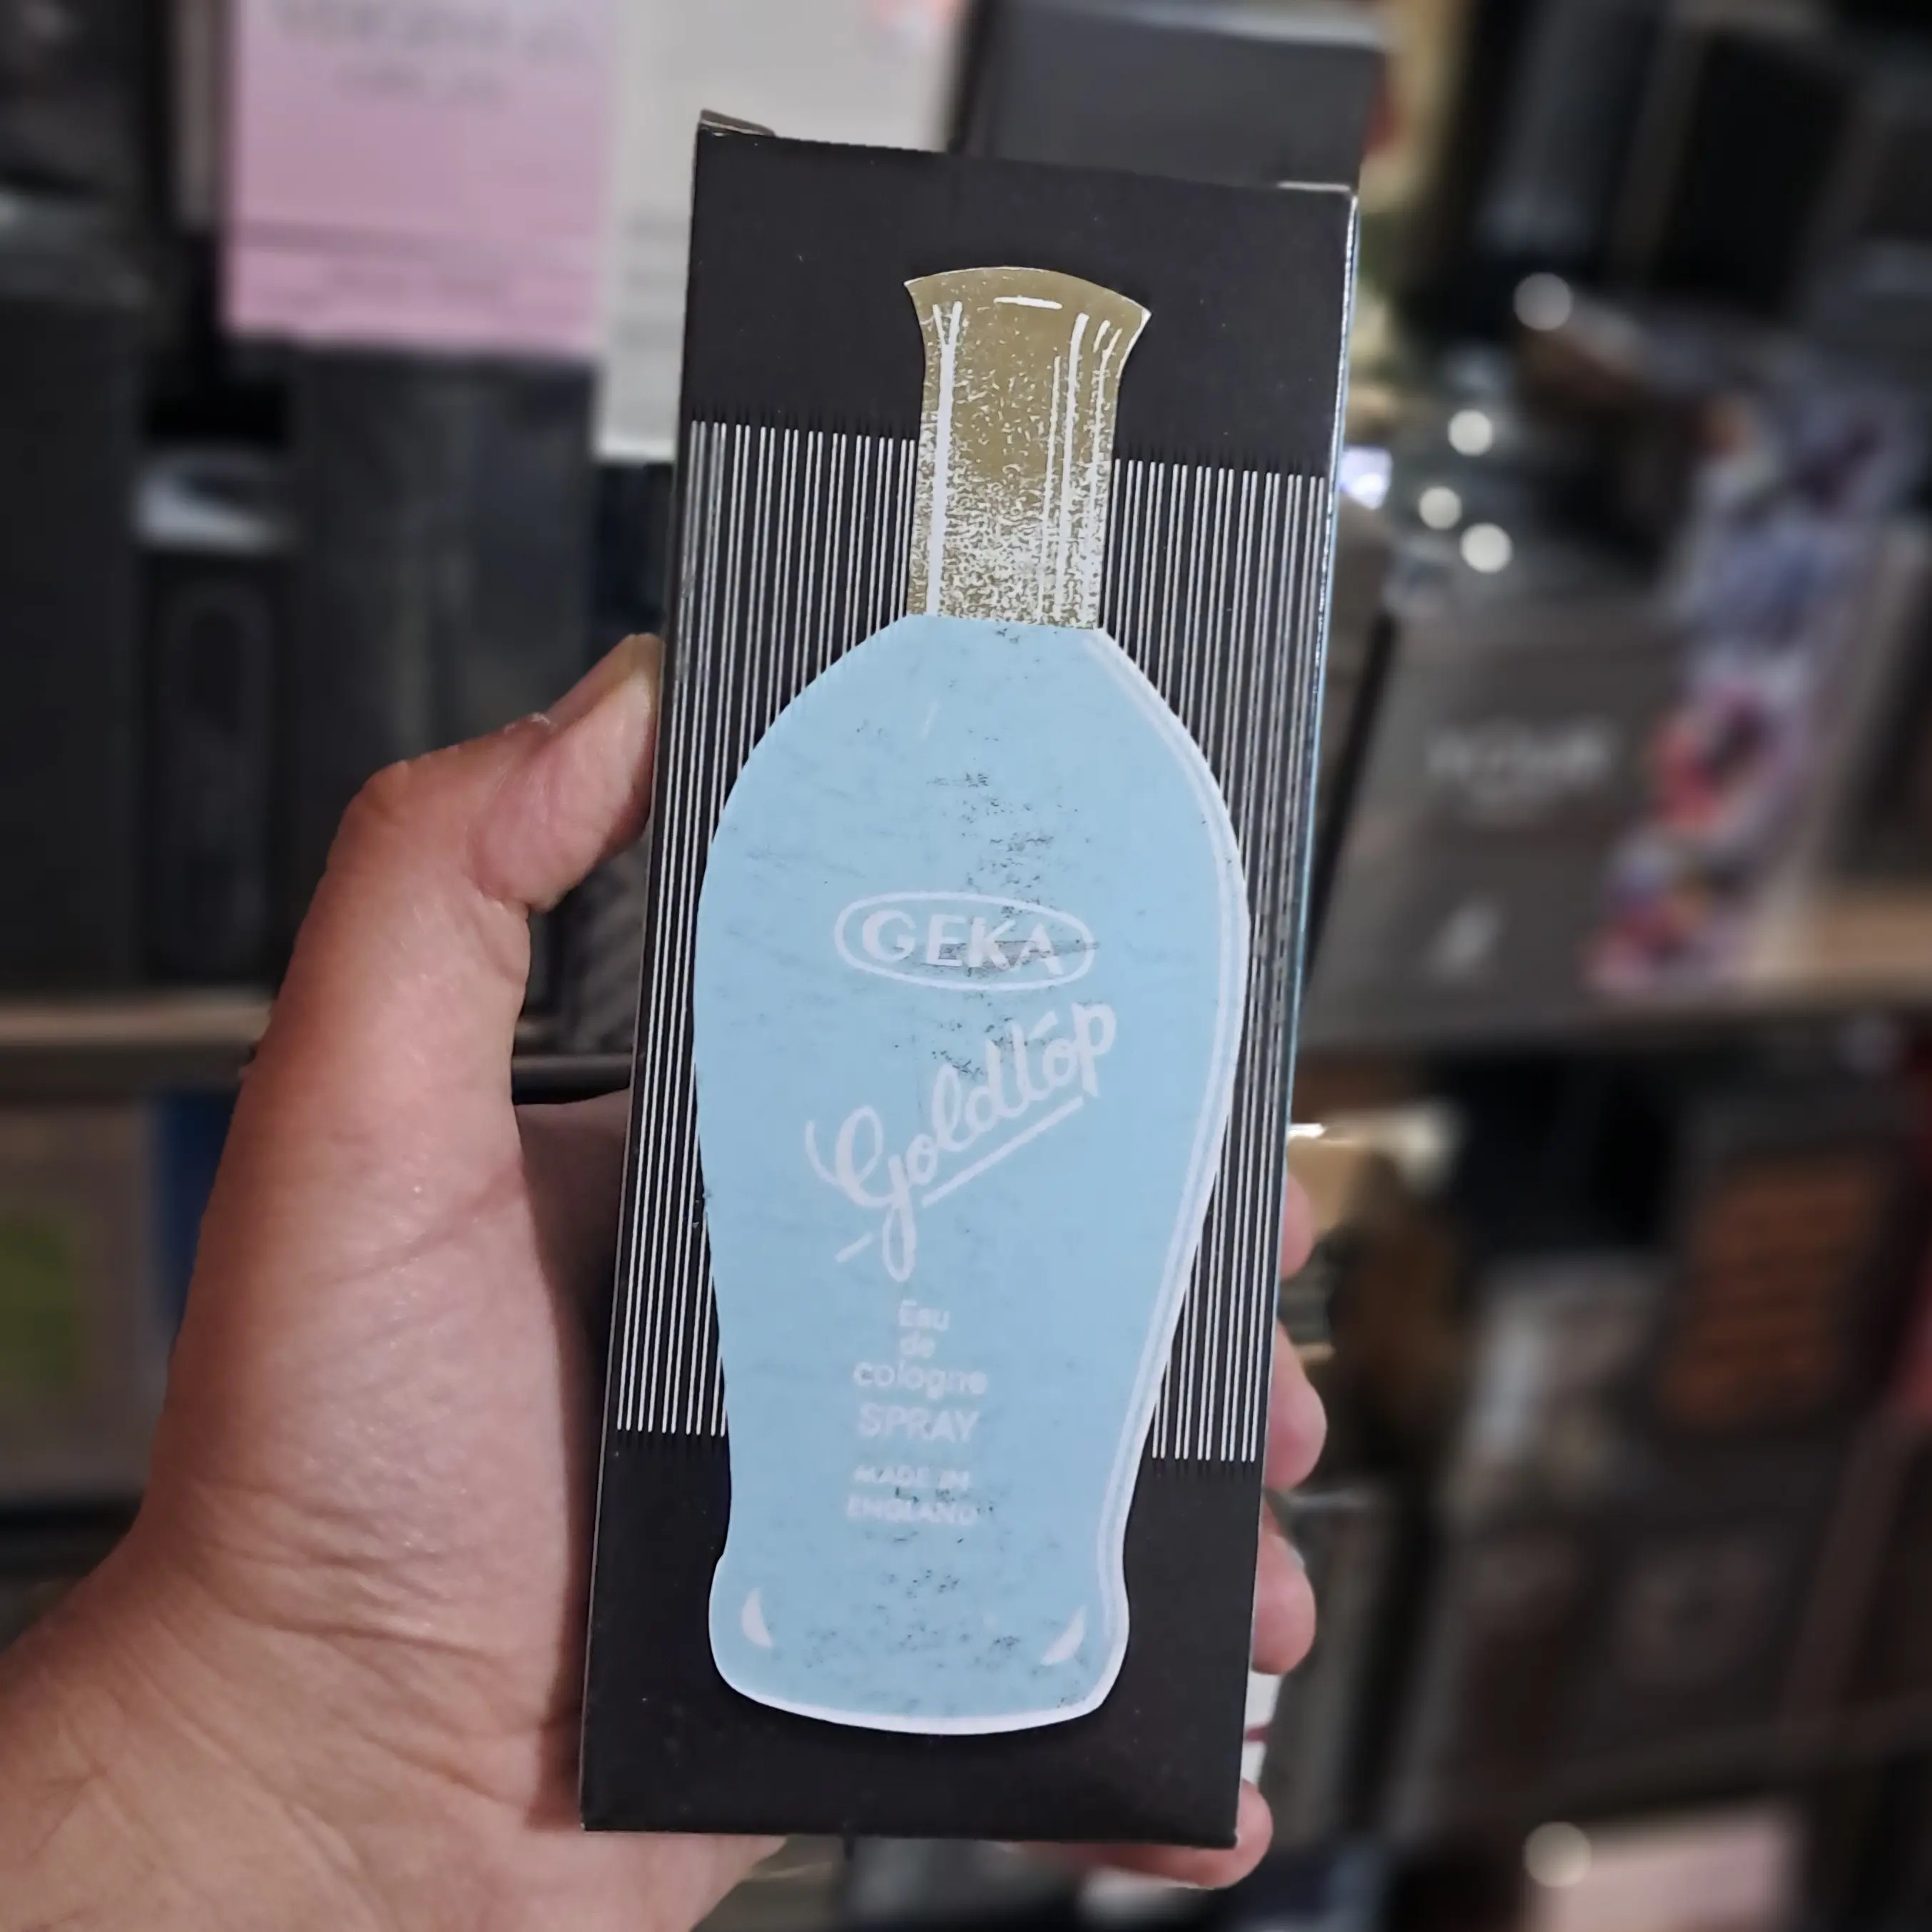 GEKA
Goldtop
Eau
de
cologne
SPRAY
MADE IN
ENGLAND